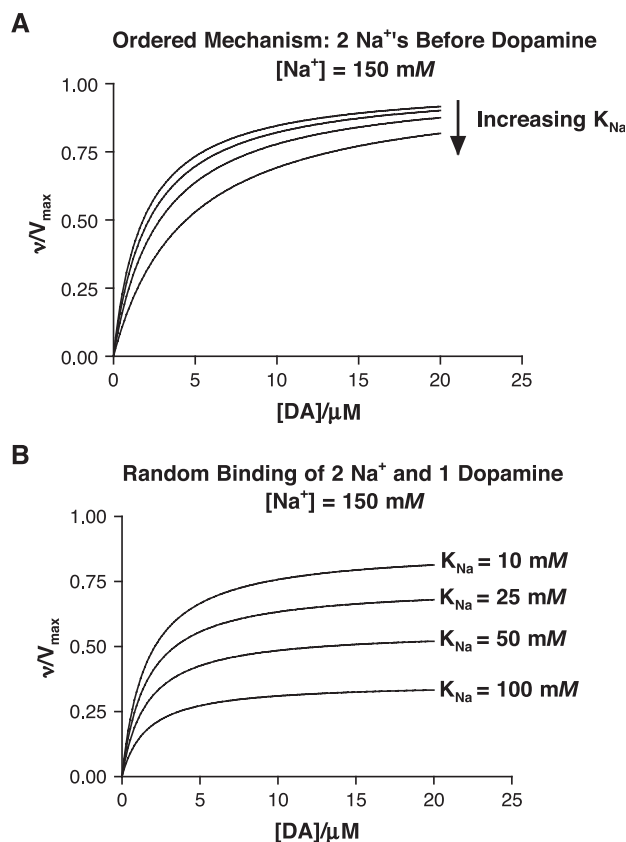 A
Ordered Mechanism: 2 Na⁺'s Before Dopamine
[Na⁺] = 150 mM
1.00
0.75
0.50
0.25
0.00
ν/Vmax
Increasing KNa
0 5 10 15 20 25
[DA]/μM
B
Random Binding of 2 Na⁺ and 1 Dopamine
[Na⁺] = 150 mM
1.00
0.75
0.50
0.25
0.00
ν/Vmax
KNa = 10 mM
KNa = 25 mM
KNa = 50 mM
KNa = 100 mM
0 5 10 15 20 25
[DA]/μM